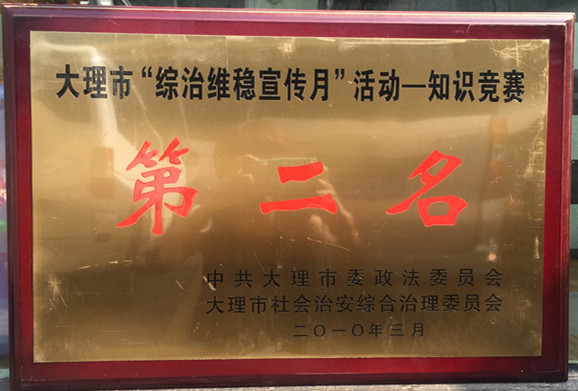 大理市“综治维稳宣传月”活动—知识竞赛
第二名
中共大理市委政法委员会
大理市社会治安综合治理委员会
二〇一〇年三月